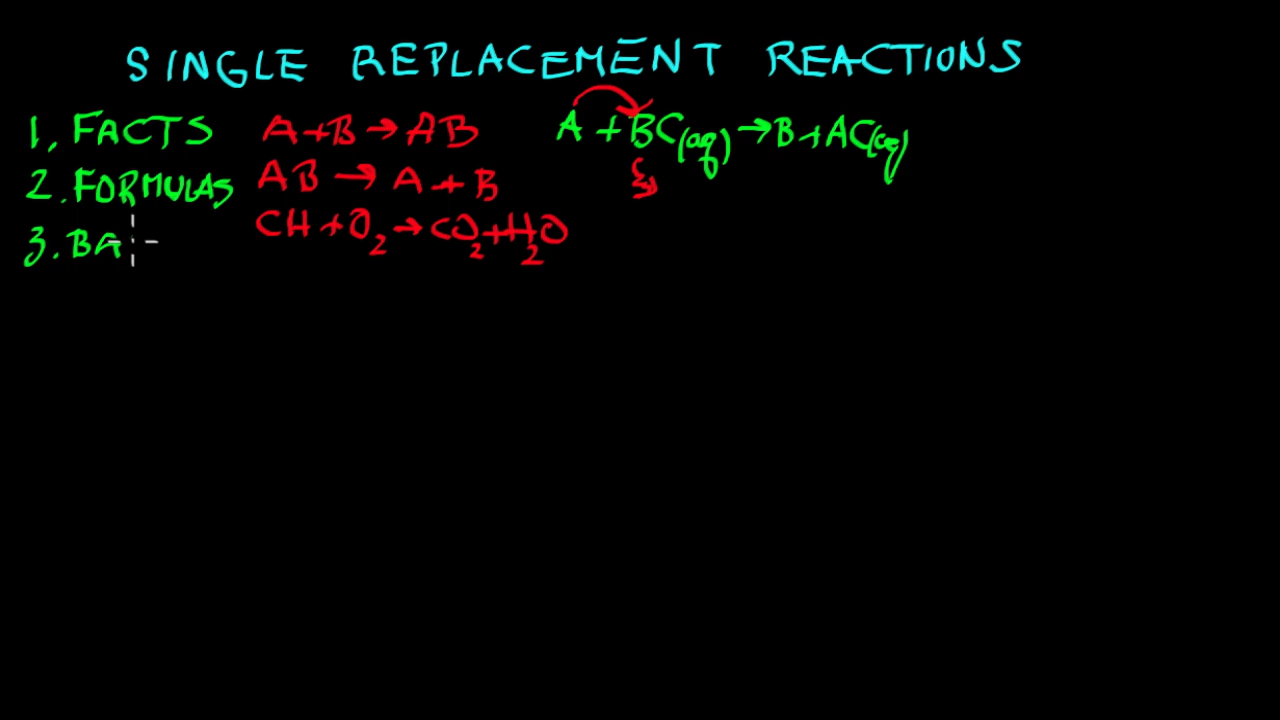 SINGLE REPLACEMENT REACTIONS
1. FACTS A+B → AB A + BC(aq) → B + AC(aq)
2. FORMULAS AB → A + B
3. BA CH + O₂ → CO₂ + H₂O